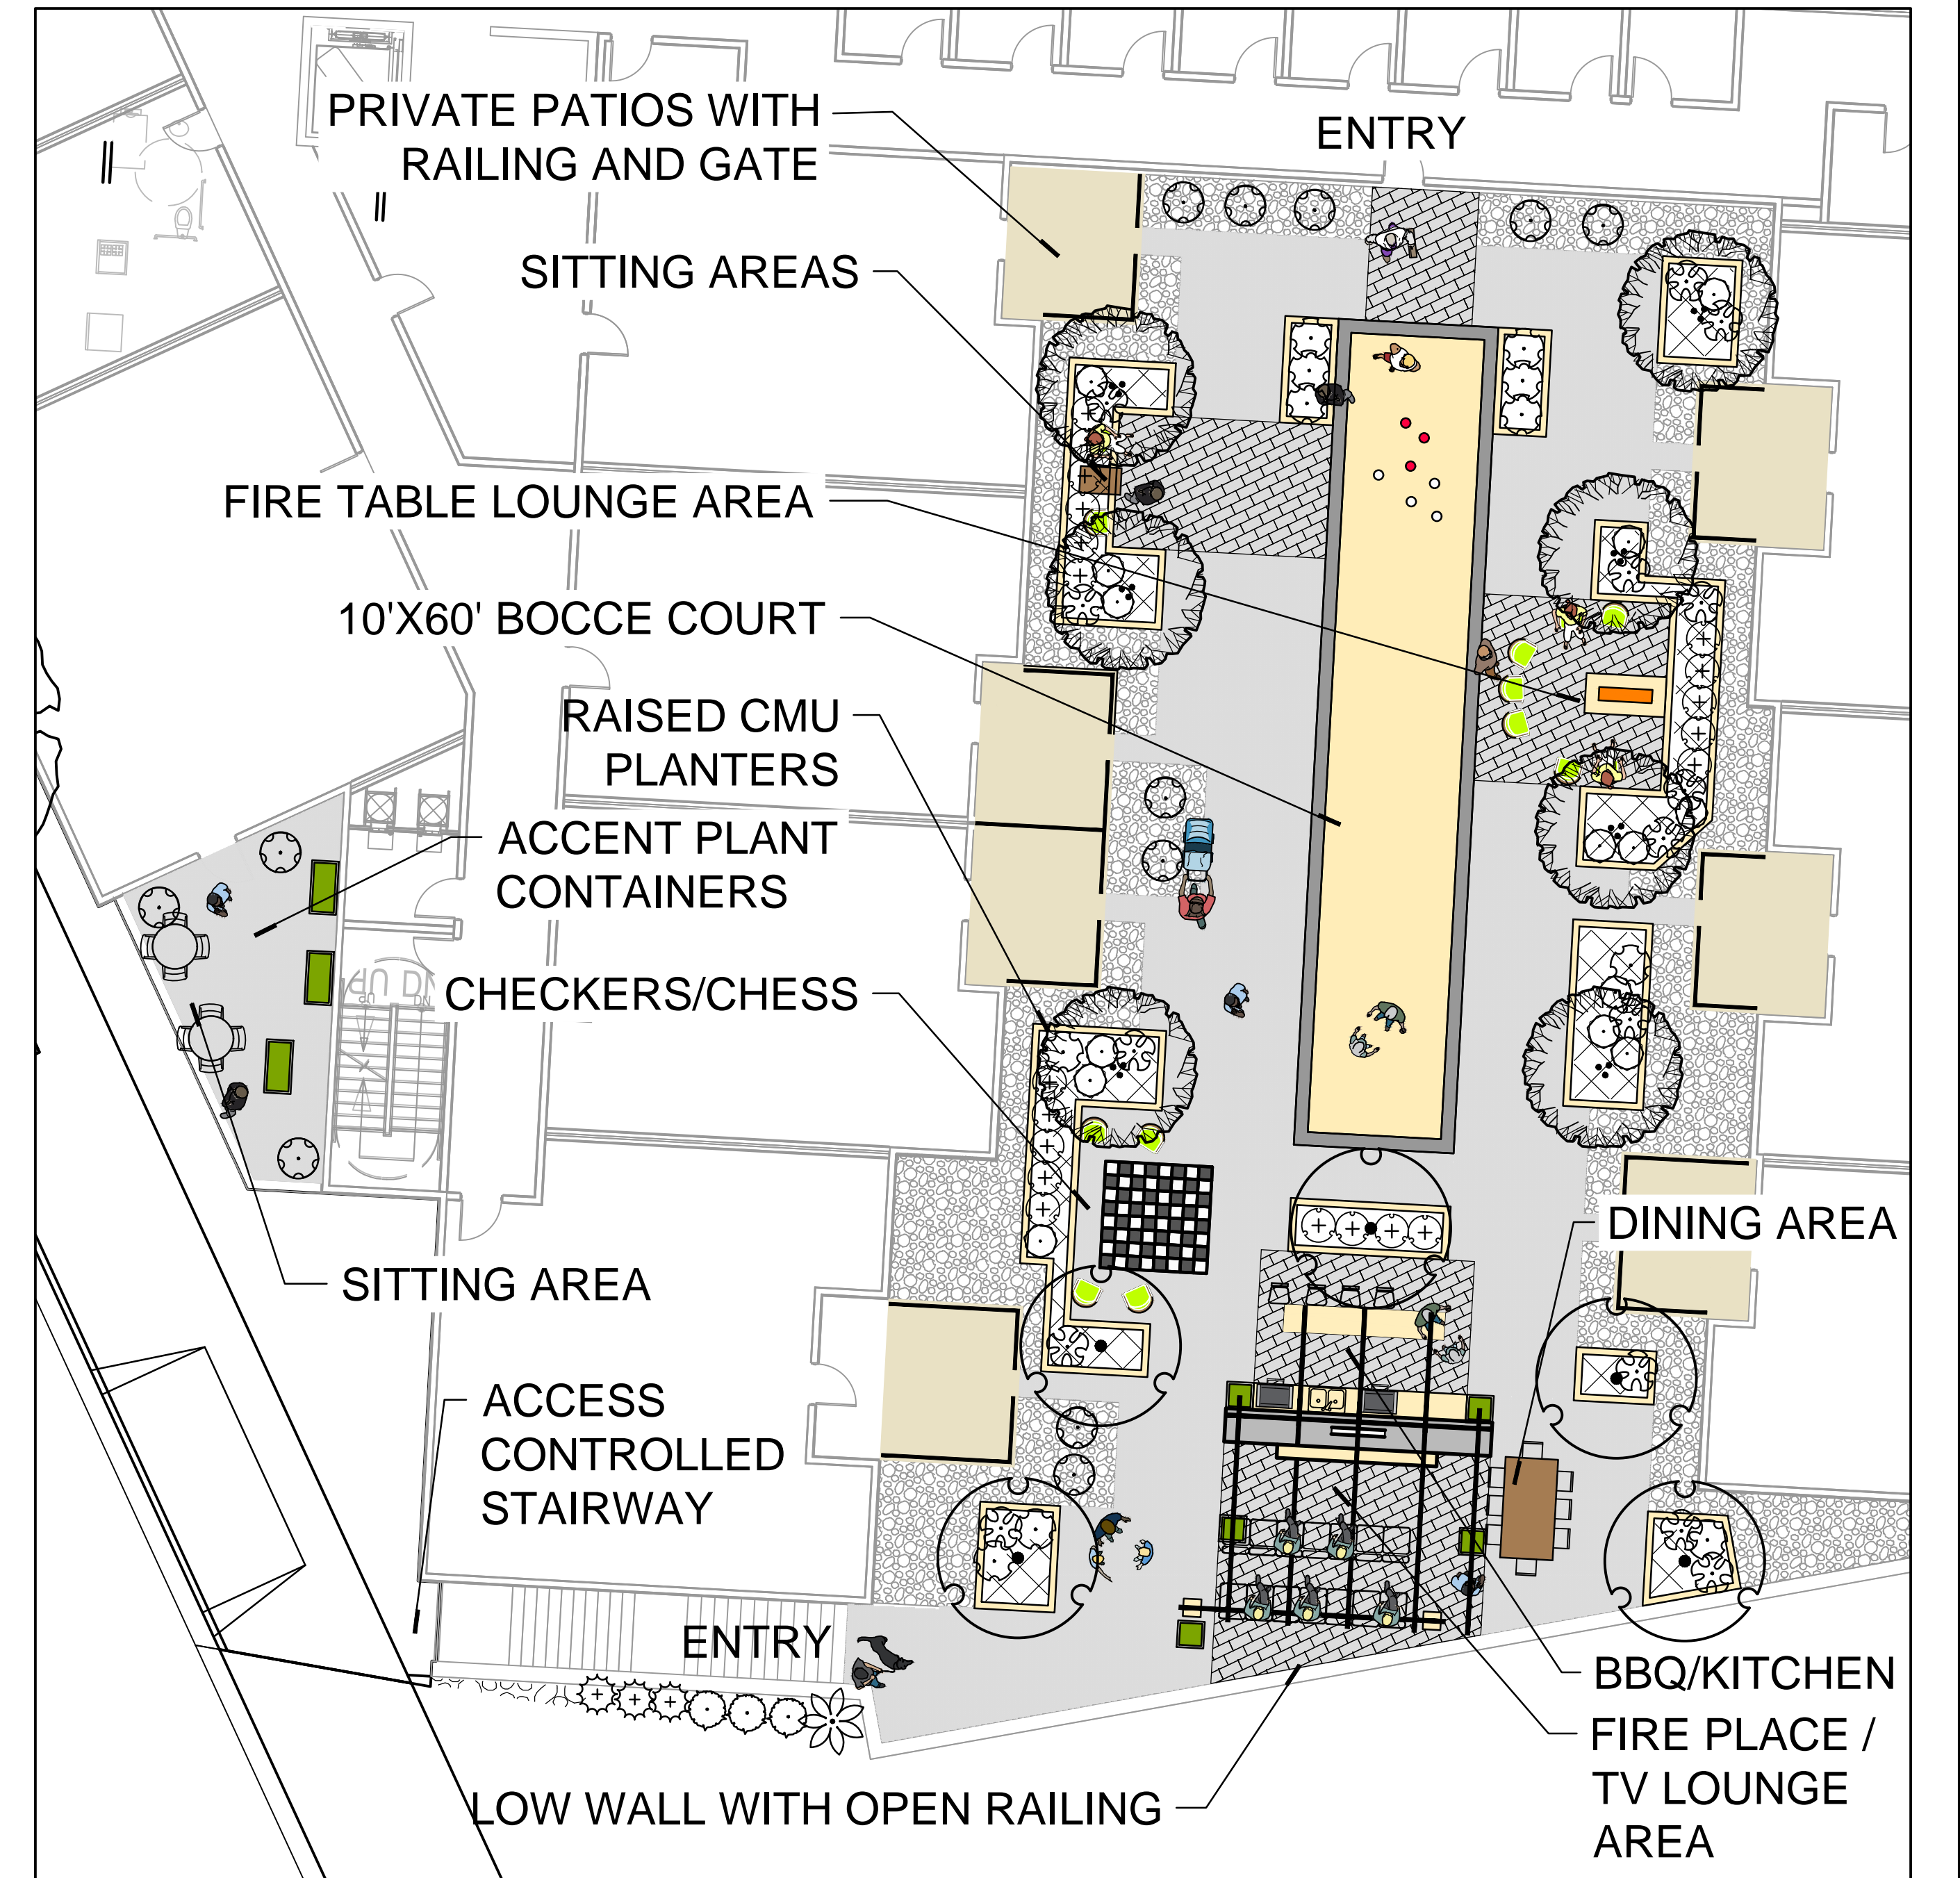 PRIVATE PATIOS WITH
RAILING AND GATE
ENTRY
SITTING AREAS
FIRE TABLE LOUNGE AREA
10'X60' BOCCE COURT
RAISED CMU
PLANTERS
ACCENT PLANT
CONTAINERS
CHECKERS/CHESS
UP
DN
DINING AREA
SITTING AREA
ACCESS
CONTROLLED
STAIRWAY
ENTRY
BBQ/KITCHEN
FIRE PLACE /
TV LOUNGE
AREA
LOW WALL WITH OPEN RAILING